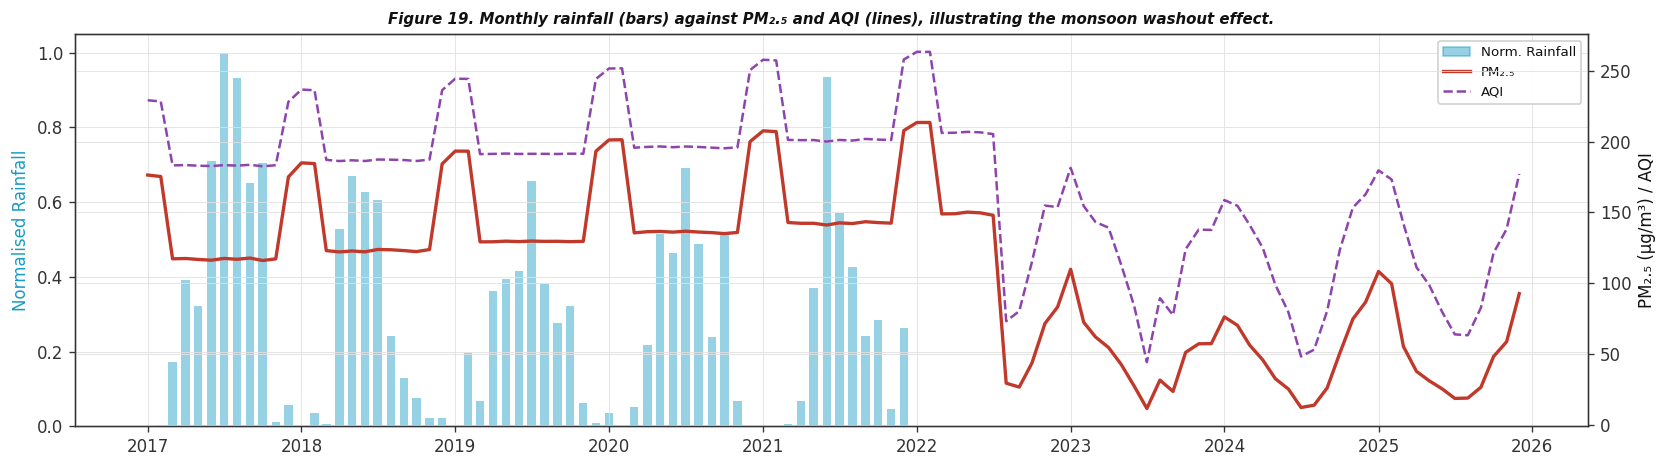 Figure 19. Monthly rainfall (bars) against PM₂.₅ and AQI (lines), illustrating the monsoon washout effect.
Normalised Rainfall
1.0
0.8
0.6
0.4
0.2
0.0
Norm. Rainfall
PM₂.₅
AQI
250
200
150
100
50
0
PM₂.₅ (µg/m³) / AQI
2017 2018 2019 2020 2021 2022 2023 2024 2025 2026